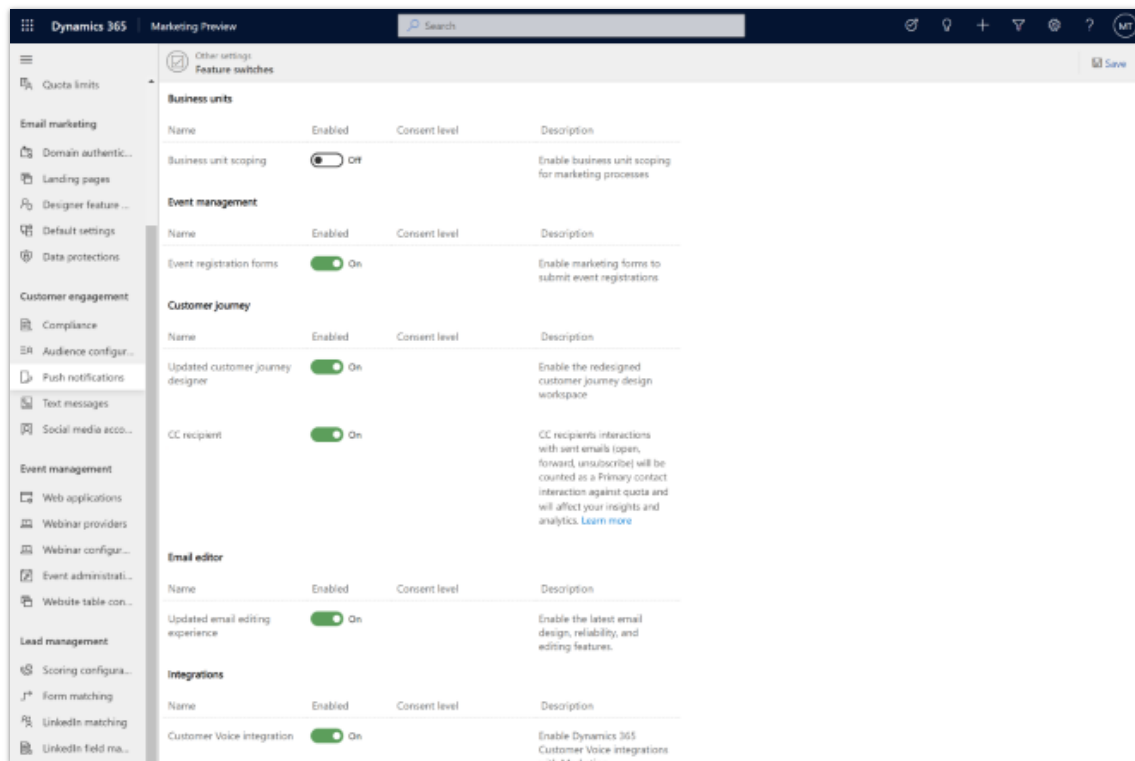 Dynamics 365 Marketing Preview Search MT
Other settings
Feature switches
Save
Quota limits
Email marketing
Domain authentic...
Landing pages
Designer feature ...
Default settings
Data protections
Customer engagement
Compliance
Audience configur...
Push notifications
Text messages
Social media acco...
Event management
Web applications
Webinar providers
Webinar configur...
Event administrati...
Website table con...
Lead management
Scoring configura...
Form matching
LinkedIn matching
LinkedIn field ma...
Business units
Name Enabled Consent level Description
Business unit scoping Off Enable business unit scoping
for marketing processes
Event management
Name Enabled Consent level Description
Event registration forms On Enable marketing forms to
submit event registrations
Customer journey
Name Enabled Consent level Description
Updated customer journey On Enable the redesigned
designer customer journey design
workspace
CC recipient On CC recipients interactions
with sent emails (open,
forward, unsubscribe) will be
counted as a Primary contact
interaction against quota and
will affect your insights and
analytics. Learn more
Email editor
Name Enabled Consent level Description
Updated email editing On Enable the latest email
experience design, reliability, and
editing features.
Integrations
Name Enabled Consent level Description
Customer Voice integration On Enable Dynamics 365
Customer Voice integrations